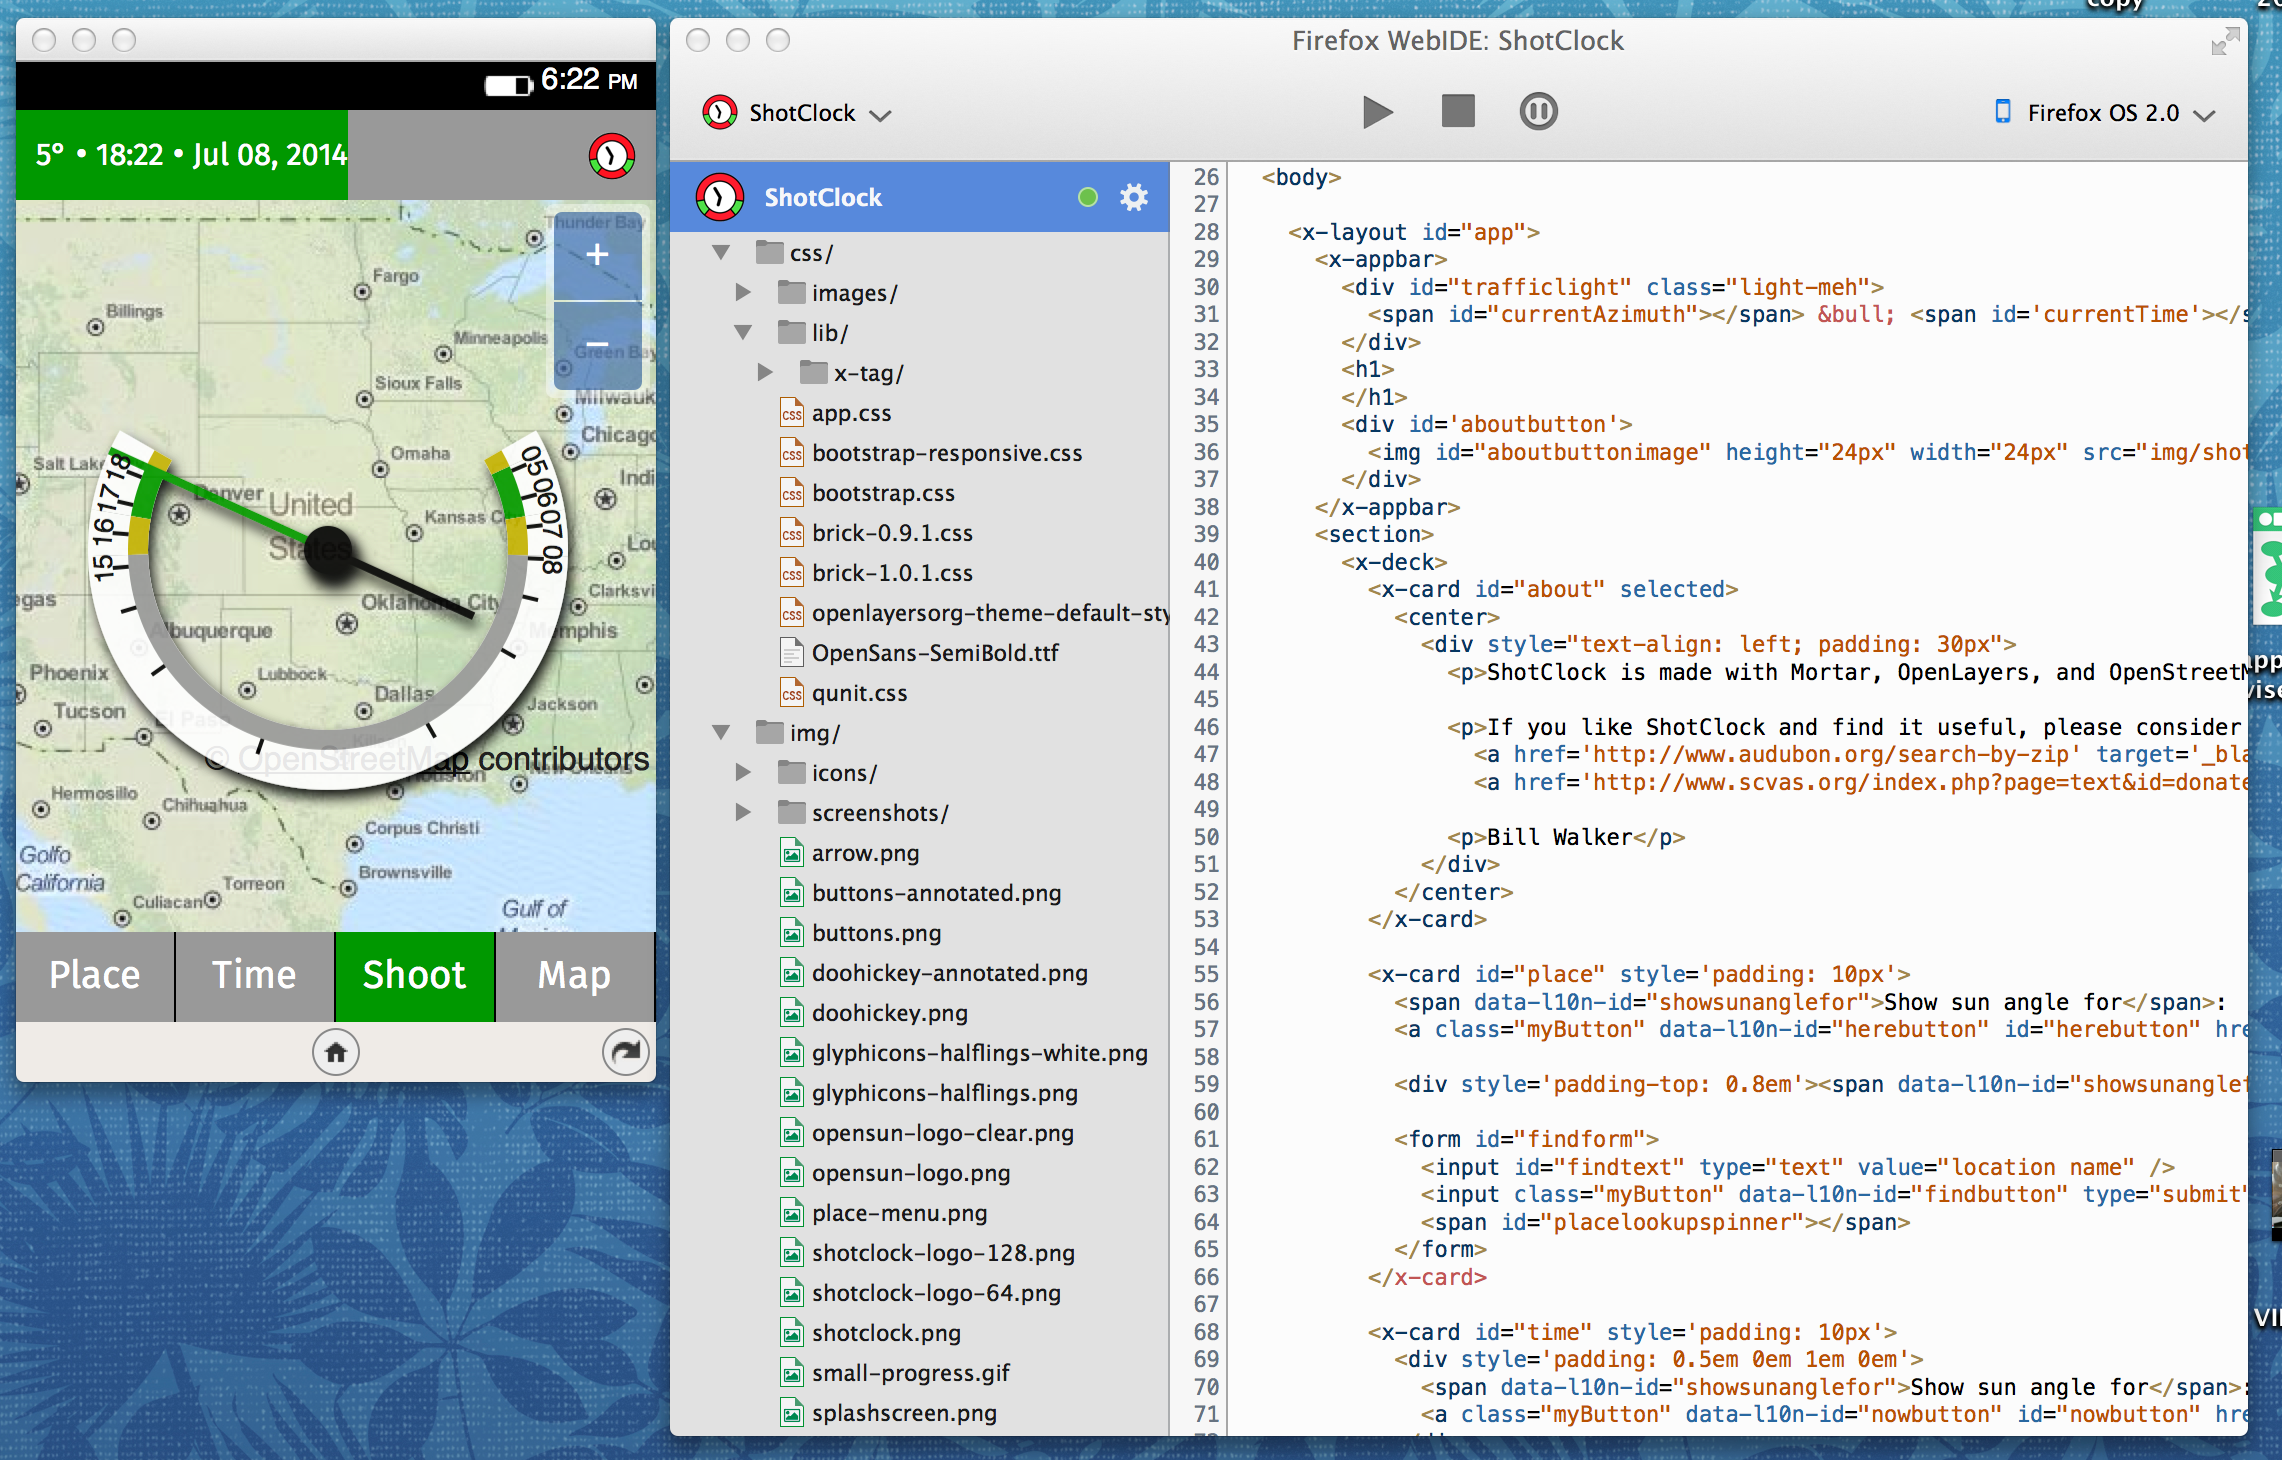 copy
6:22 PM
5° • 18:22 • Jul 08, 2014
Thunder Bay
+
Fargo
Billings
Minneapolis
−
Green Bay
Sioux Falls
Milwauk
Chicago
Omaha
Salt Lake
Indi
Denver
United
States
Kansas City
18
17
16
15
05
06
07
08
Lou
Oklahoma City
Clarksvi
egas
Albuquerque
Memphis
Phoenix
Lubbock
Dallas
Tucson
El Paso
Jackson
© OpenStreetMap contributors
Houston
New Orleans
Hermosillo
Chihuahua
Corpus Christi
Golfo
California
Brownsville
Torreon
Culiacan
Gulf of
Place
Time
Shoot
Map
Firefox WebIDE: ShotClock
ShotClock
Firefox OS 2.0
ShotClock
css/
images/
lib/
x-tag/
app.css
bootstrap-responsive.css
bootstrap.css
brick-0.9.1.css
brick-1.0.1.css
openlayersorg-theme-default-sty
OpenSans-SemiBold.ttf
qunit.css
img/
icons/
screenshots/
arrow.png
buttons-annotated.png
buttons.png
doohickey-annotated.png
doohickey.png
glyphicons-halflings-white.png
glyphicons-halflings.png
opensun-logo-clear.png
opensun-logo.png
place-menu.png
shotclock-logo-128.png
shotclock-logo-64.png
shotclock.png
small-progress.gif
splashscreen.png
26 <body>
27
28 <x-layout id="app">
29 <x-appbar>
30 <div id="trafficlight" class="light-meh">
31 <span id="currentAzimuth"></span> &bull; <span id='currentTime'></s
32 </div>
33 <h1>
34 </h1>
35 <div id='aboutbutton'>
36 <img id="aboutbuttonimage" height="24px" width="24px" src="img/shot
37 </div>
38 </x-appbar>
39 <section>
40 <x-deck>
41 <x-card id="about" selected>
42 <center>
43 <div style="text-align: left; padding: 30px">
44 <p>ShotClock is made with Mortar, OpenLayers, and OpenStreetM
45
46 <p>If you like ShotClock and find it useful, please consider
47 <a href='http://www.audubon.org/search-by-zip' target='_bla
48 <a href='http://www.scvas.org/index.php?page=text&id=donate
49
50 <p>Bill Walker</p>
51 </div>
52 </center>
53 </x-card>
54
55 <x-card id="place" style='padding: 10px'>
56 <span data-l10n-id="showsunanglefor">Show sun angle for</span>:
57 <a class="myButton" data-l10n-id="herebutton" id="herebutton" hre
58
59 <div style='padding-top: 0.8em'><span data-l10n-id="showsunanglef
60
61 <form id="findform">
62 <input id="findtext" type="text" value="location name" />
63 <input class="myButton" data-l10n-id="findbutton" type="submit"
64 <span id="placelookupspinner"></span>
65 </form>
66 </x-card>
67
68 <x-card id="time" style='padding: 10px'>
69 <div style='padding: 0.5em 0em 1em 0em'>
70 <span data-l10n-id="showsunanglefor">Show sun angle for</span>:
71 <a class="myButton" data-l10n-id="nowbutton" id="nowbutton" hre
app
vise